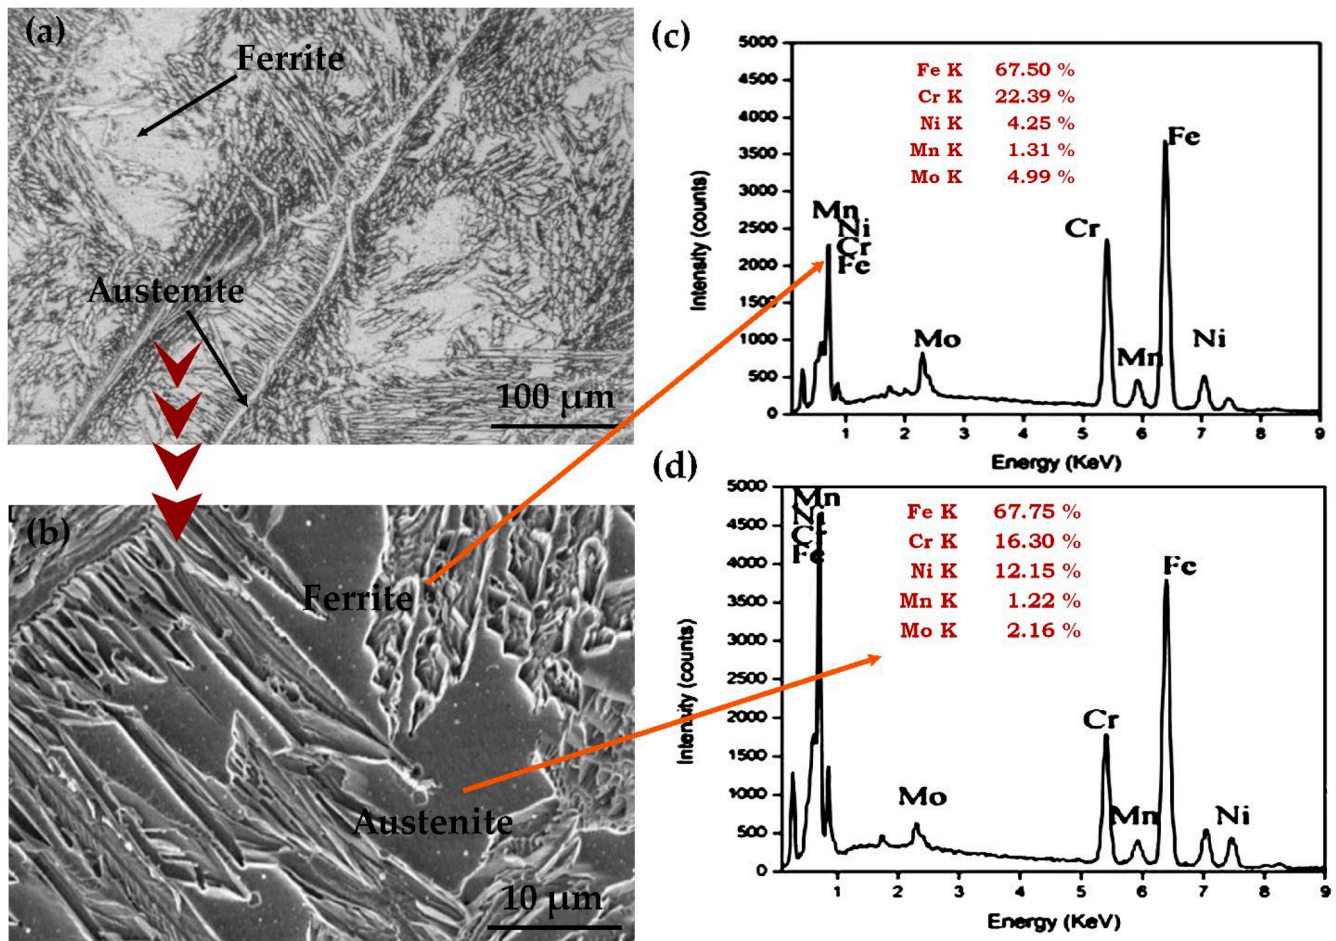 (a)
Ferrite
Austenite
100 µm
(b)
Ferrite
Austenite
10 µm
(c)
5000
4500
4000
3500
3000
2500
2000
1500
1000
500
0
Intensity (counts)
Fe K 67.50 %
Cr K 22.39 %
Ni K 4.25 %
Mn K 1.31 %
Mo K 4.99 %
Mn
Ni
Cr
Fe
Mo
Cr
Mn
Fe
Ni
1 2 3 4 5 6 7 8 9
Energy (KeV)
(d)
5000
4500
4000
3500
3000
2500
2000
1500
1000
500
0
Intensity (counts)
Fe K 67.75 %
Cr K 16.30 %
Ni K 12.15 %
Mn K 1.22 %
Mo K 2.16 %
Mn
Fe
Mo
Cr
Mn
Fe
Ni
1 2 3 4 5 6 7 8 9
Energy (KeV)